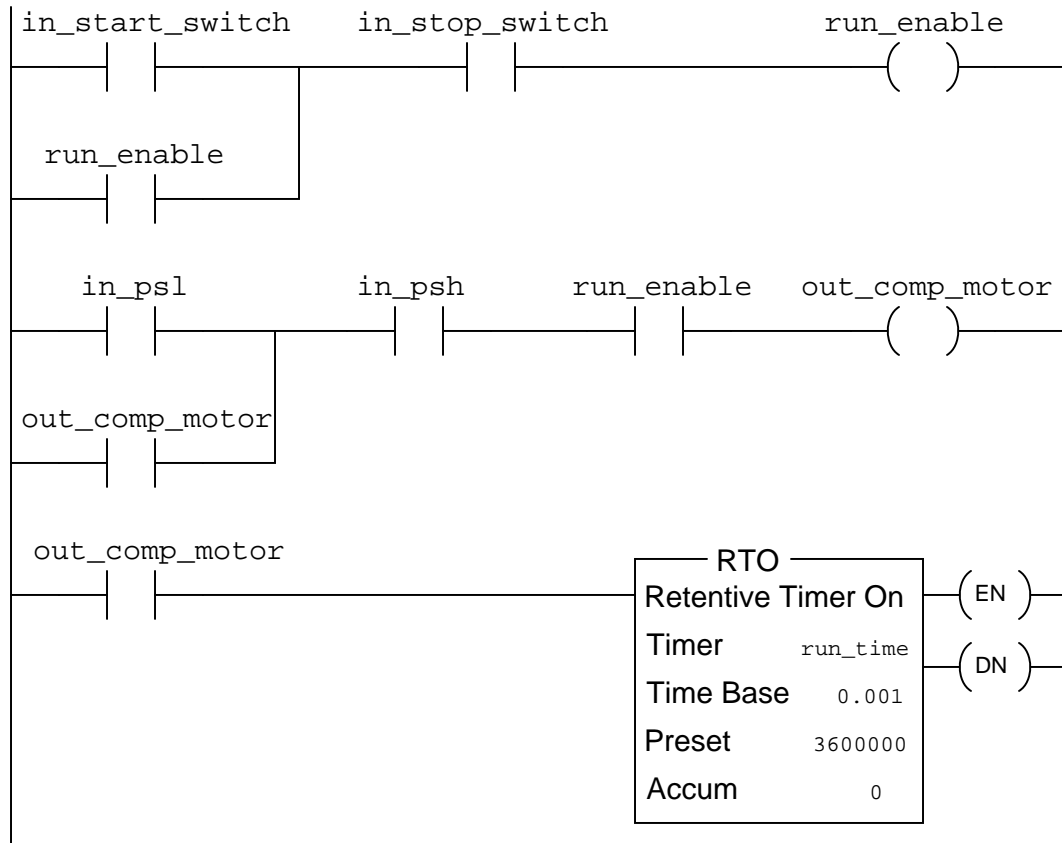 in_start_switch in_stop_switch run_enable
run_enable
in_psl in_psh run_enable out_comp_motor
out_comp_motor
out_comp_motor
RTO
Retentive Timer On EN
Timer run_time
DN
Time Base 0.001
Preset 3600000
Accum 0